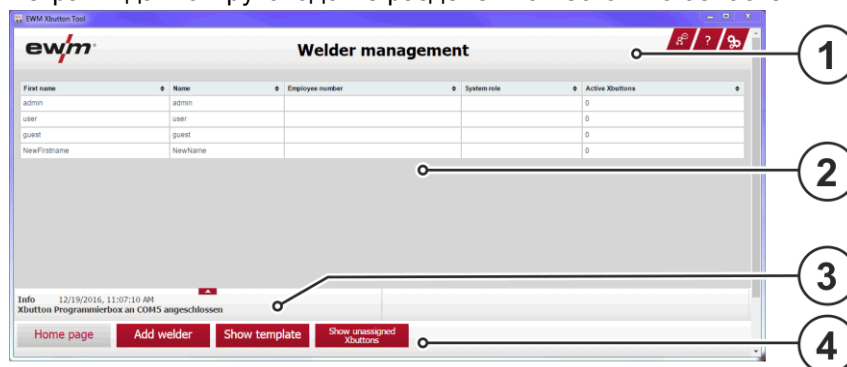 EWM Xbutton Tool
ewm
Welder management
?
1
First name Name Employee number System role Active Xbuttons
admin admin 0
user user 0
guest guest 0
NewFirstname NewName 0
2
3
Info 12/19/2016, 11:07:10 AM
Xbutton Programmierbox an COM5 angeschlossen
Home page Add welder Show template Show unassigned
Xbuttons
4